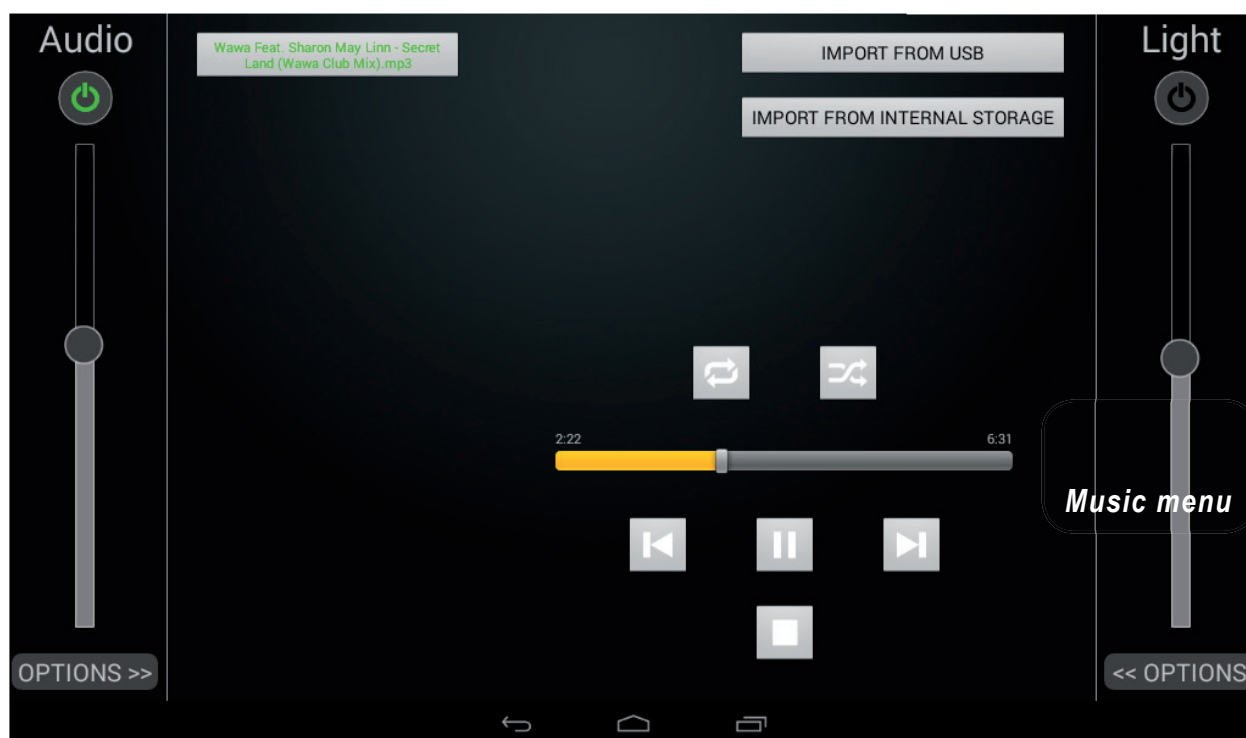 Audio
Wawa Feat. Sharon May Linn - Secret
Land (Wawa Club Mix).mp3
IMPORT FROM USB
IMPORT FROM INTERNAL STORAGE
Light
2:22
6:31
Music menu
OPTIONS >>
<< OPTIONS